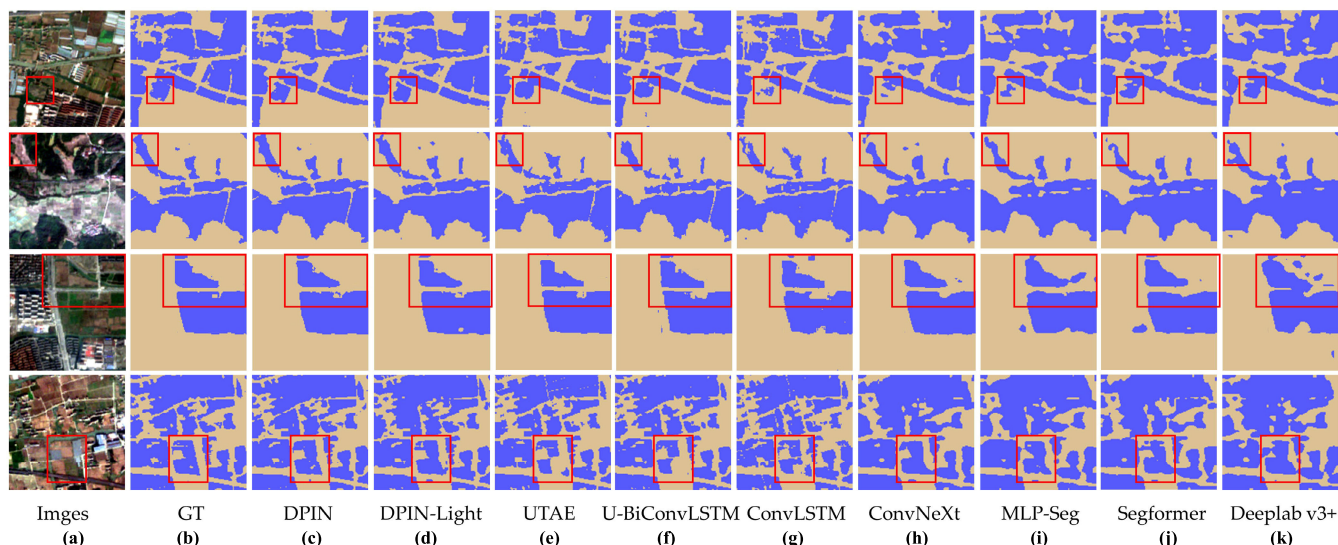 Imges GT DPIN DPIN-Light UTAE U-BiConvLSTM ConvLSTM ConvNeXt MLP-Seg Segformer Deeplab v3+
(a) (b) (c) (d) (e) (f) (g) (h) (i) (j) (k)